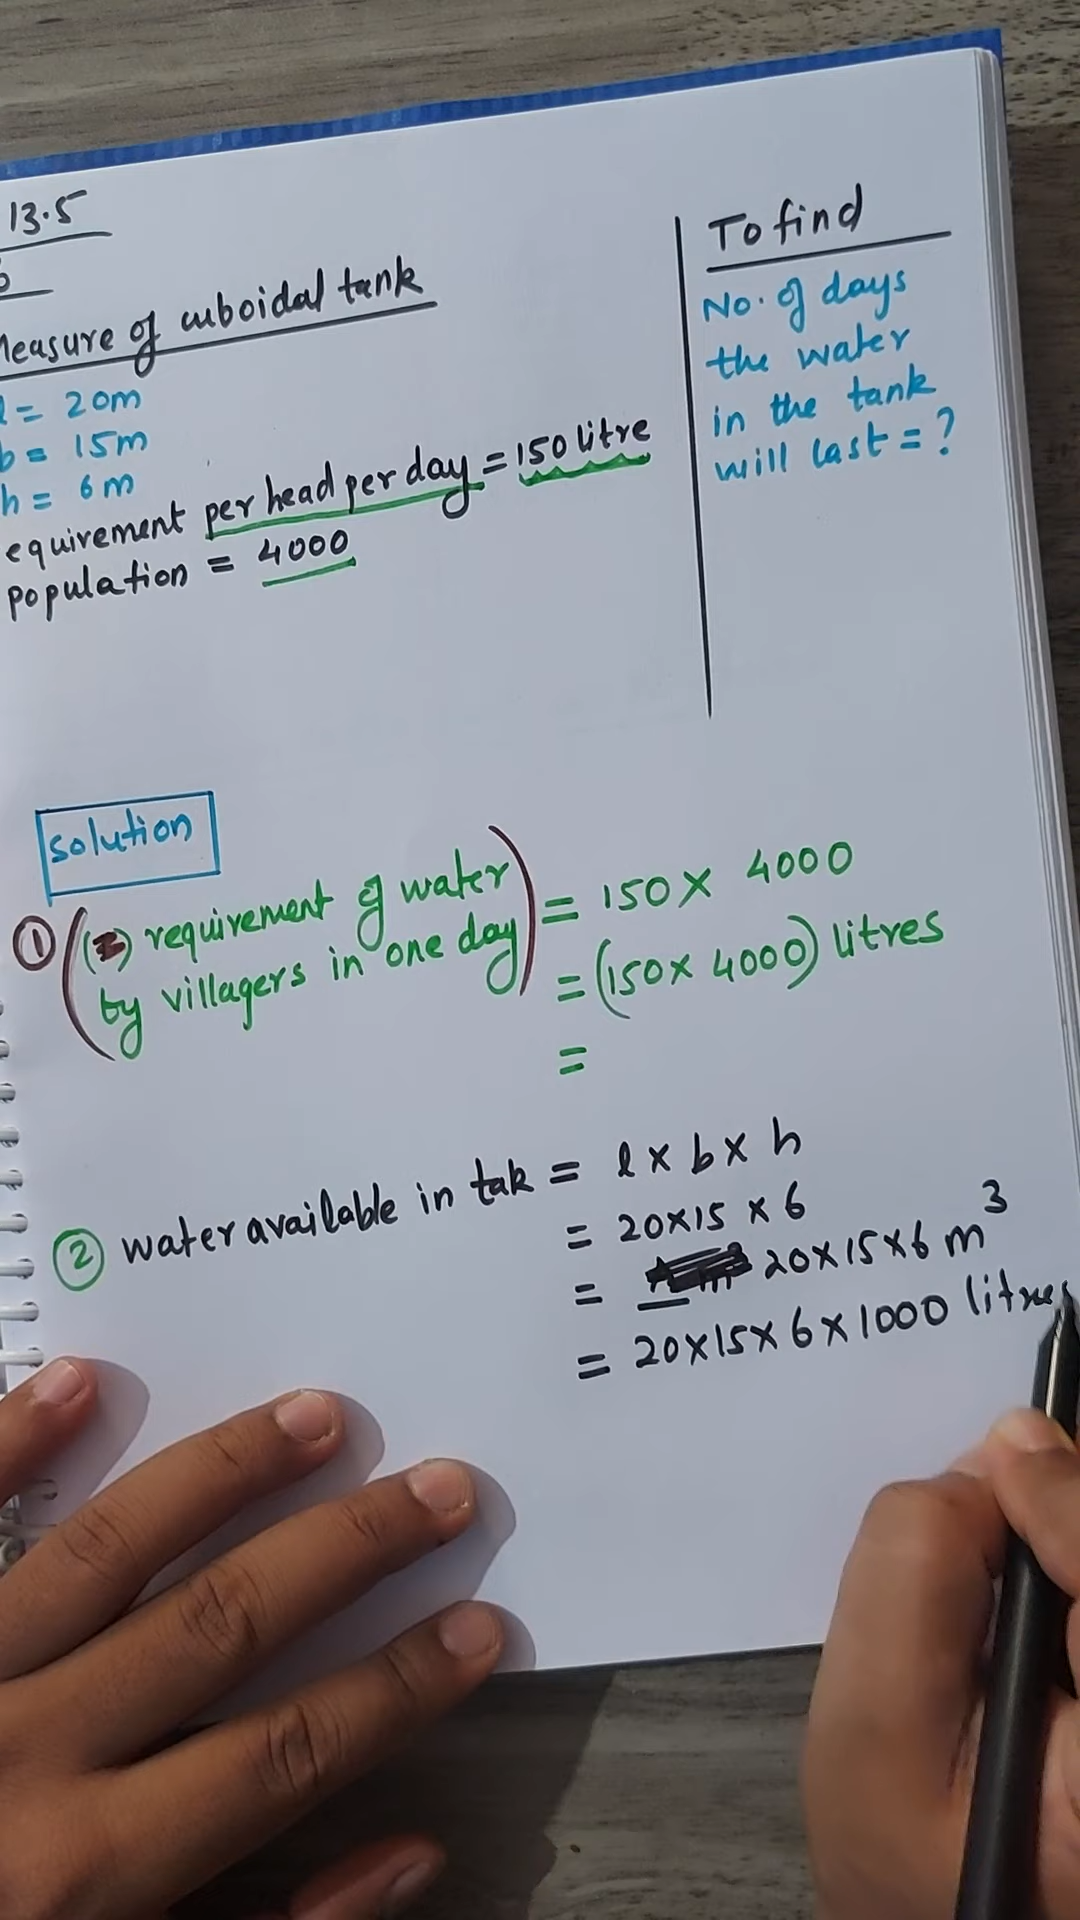 13.5
Measure of cuboidal tank
l = 20m
b = 15m
h = 6m
equirement per head per day = 150 litre
population = 4000
To find
No. of days
the water
in the tank
will last = ?
solution
① requirement of water
by villagers in one day
= 150 × 4000
= (150 × 4000) litres
=
② water available in tak = l × b × h
= 20×15 × 6
= 20×15×6 m³
= 20×15×6×1000 litres